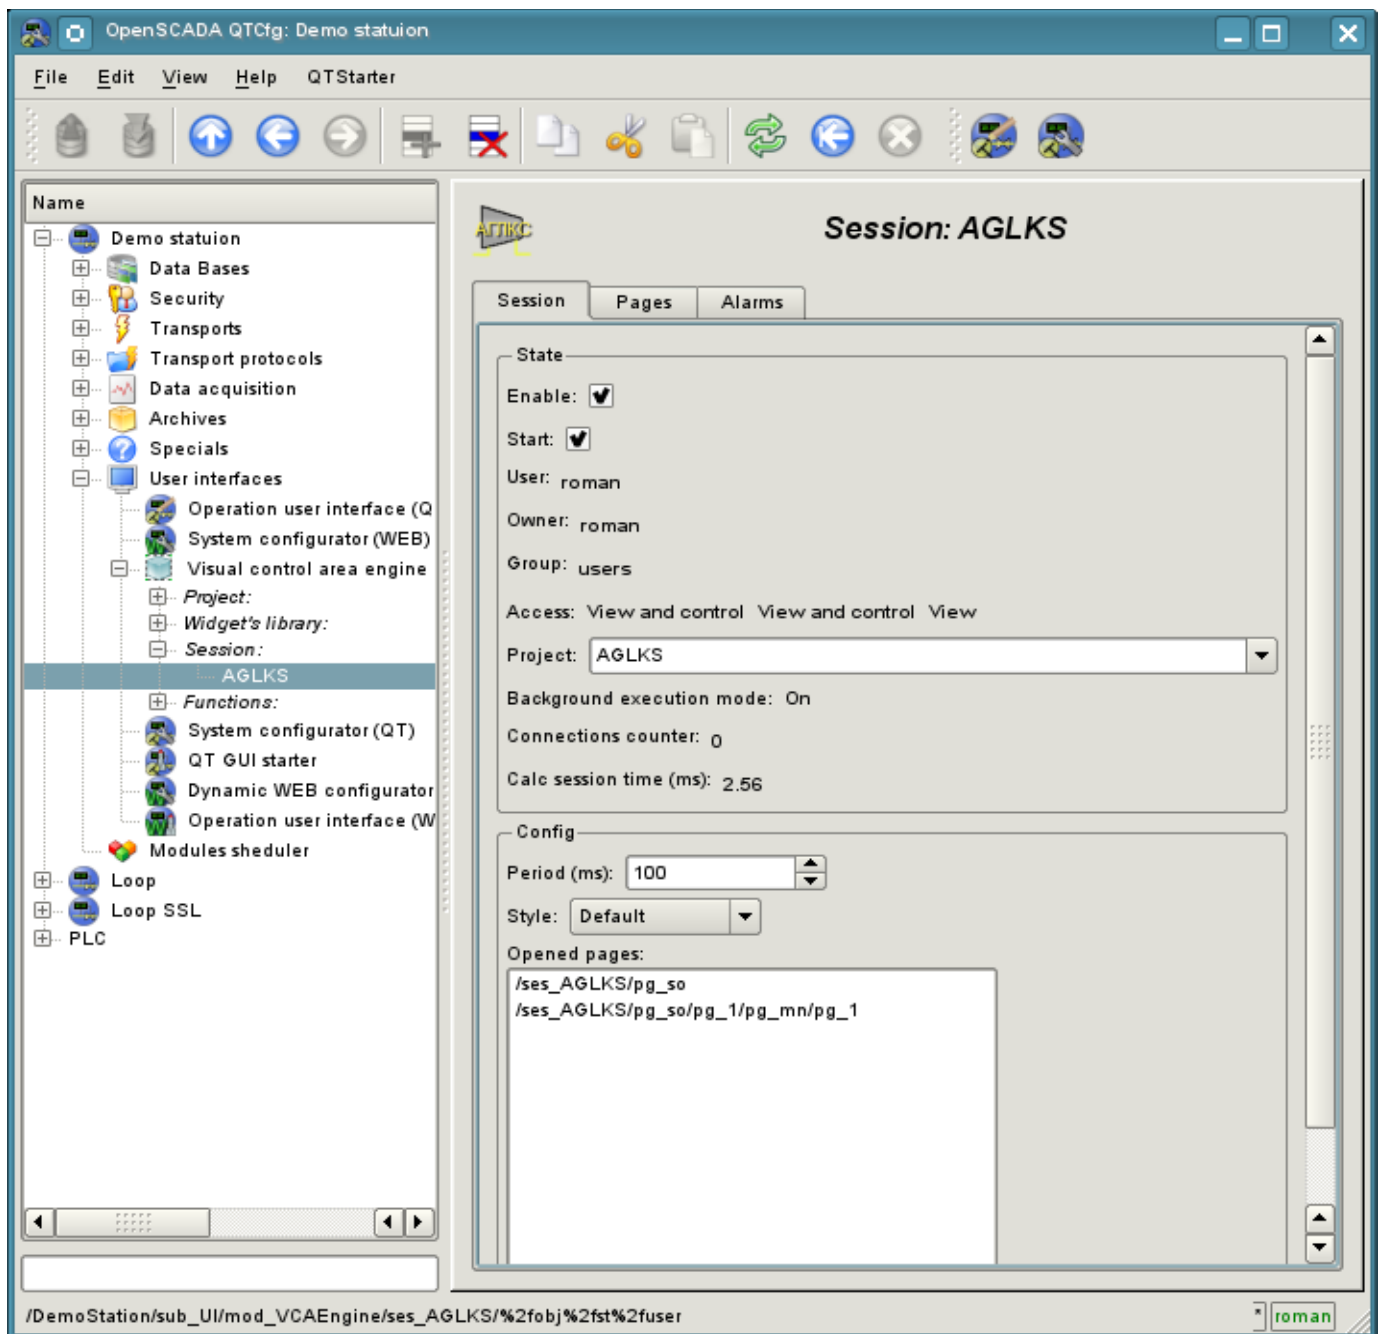 OpenSCADA QTCfg: Demo statuion
File Edit View Help QTStarter
Name
Demo statuion
Data Bases
Security
Transports
Transport protocols
Data acquisition
Archives
Specials
User interfaces
Operation user interface (Q
System configurator (WEB)
Visual control area engine
Project:
Widget's library:
Session:
AGLKS
Functions:
System configurator (QT)
QT GUI starter
Dynamic WEB configurator
Operation user interface (W
Modules sheduler
Loop
Loop SSL
PLC
АГЛКС
Session: AGLKS
Session Pages Alarms
State
Enable:
Start:
User: roman
Owner: roman
Group: users
Access: View and control View and control View
Project: AGLKS
Background execution mode: On
Connections counter: 0
Calc session time (ms): 2.56
Config
Period (ms): 100
Style: Default
Opened pages:
/ses_AGLKS/pg_so
/ses_AGLKS/pg_so/pg_1/pg_mn/pg_1
/DemoStation/sub_UI/mod_VCAEngine/ses_AGLKS/%2fobj%2fst%2fuser
* roman